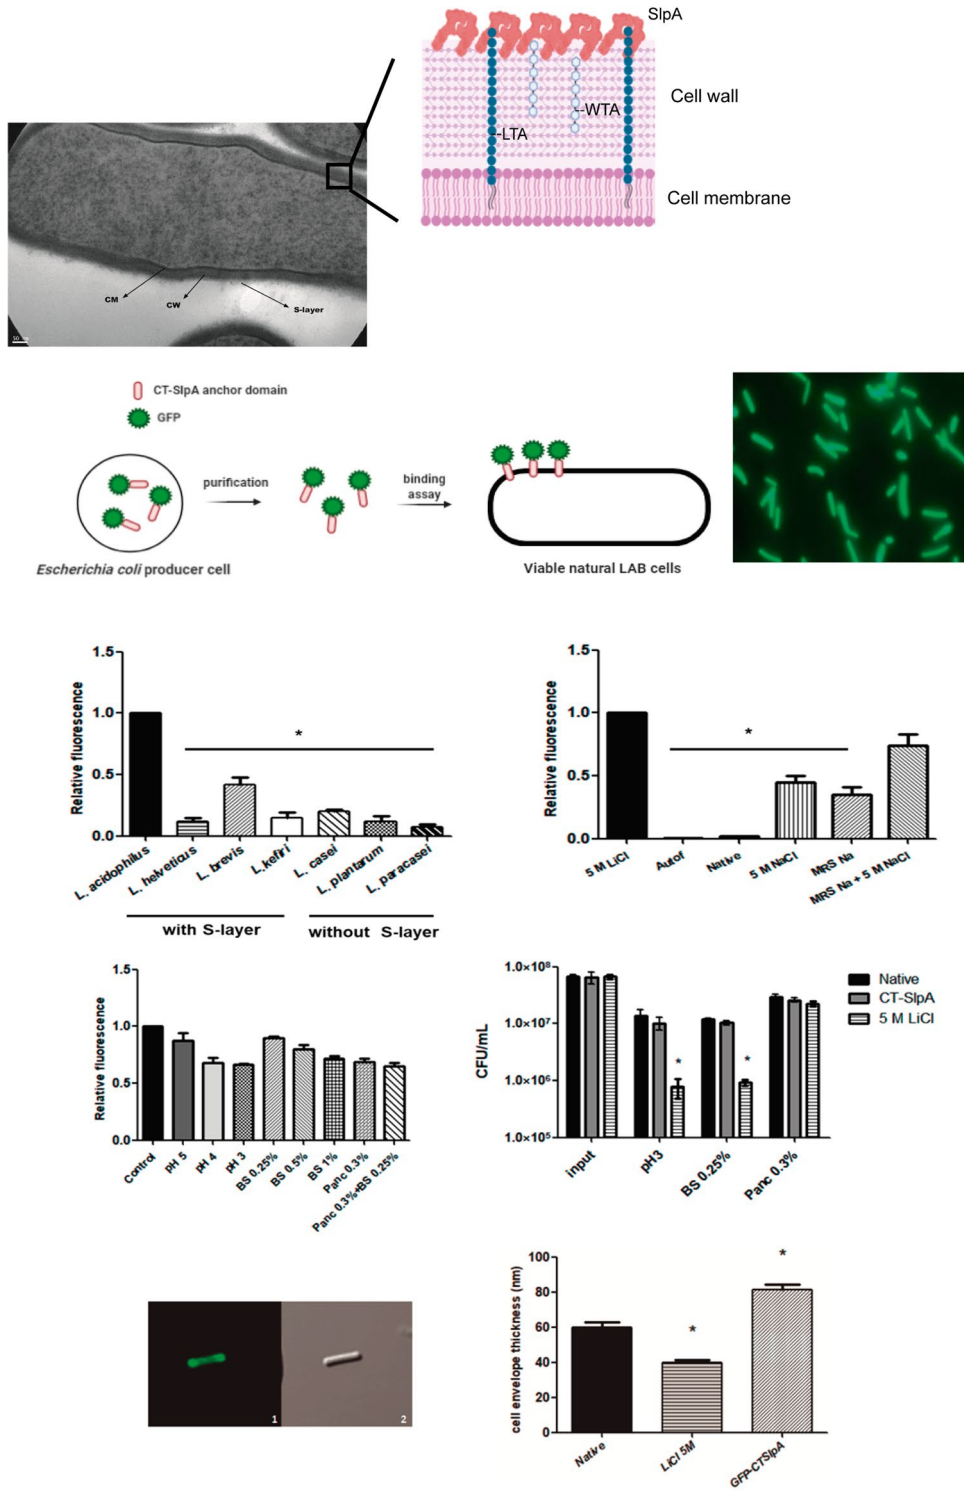 SlpA
Cell wall
--WTA
--LTA
Cell membrane
CM
CW
S-layer
CT-SlpA anchor domain
GFP
purification
binding
assay
Escherichia coli producer cell
Viable natural LAB cells
Relative fluorescence
1.5
1.0
0.5
0.0
*
L. acidophilus
L. helveticus
L. brevis
L.kefiri
L. casei
L. plantarum
L. paracasei
with S-layer
without S-layer
Relative fluorescence
1.5
1.0
0.5
0.0
*
5 M LiCl
Autof
Native
5 M NaCl
MRS Na
MRS Na + 5 M NaCl
Relative fluorescence
1.5
1.0
0.5
0.0
Control
pH 5
pH 4
pH 3
BS 0.25%
BS 0.5%
BS 1%
Panc 0.3%
Panc 0.3%+BS 0.25%
CFU/mL
1.0×10⁸
1.0×10⁷
1.0×10⁶
1.0×10⁵
*
*
input
pH3
BS 0.25%
Panc 0.3%
Native
CT-SlpA
5 M LiCl
1
2
cell envelope thickness (nm)
100
80
60
40
20
0
*
*
Native
LiCl 5M
GFP-CTSlpA